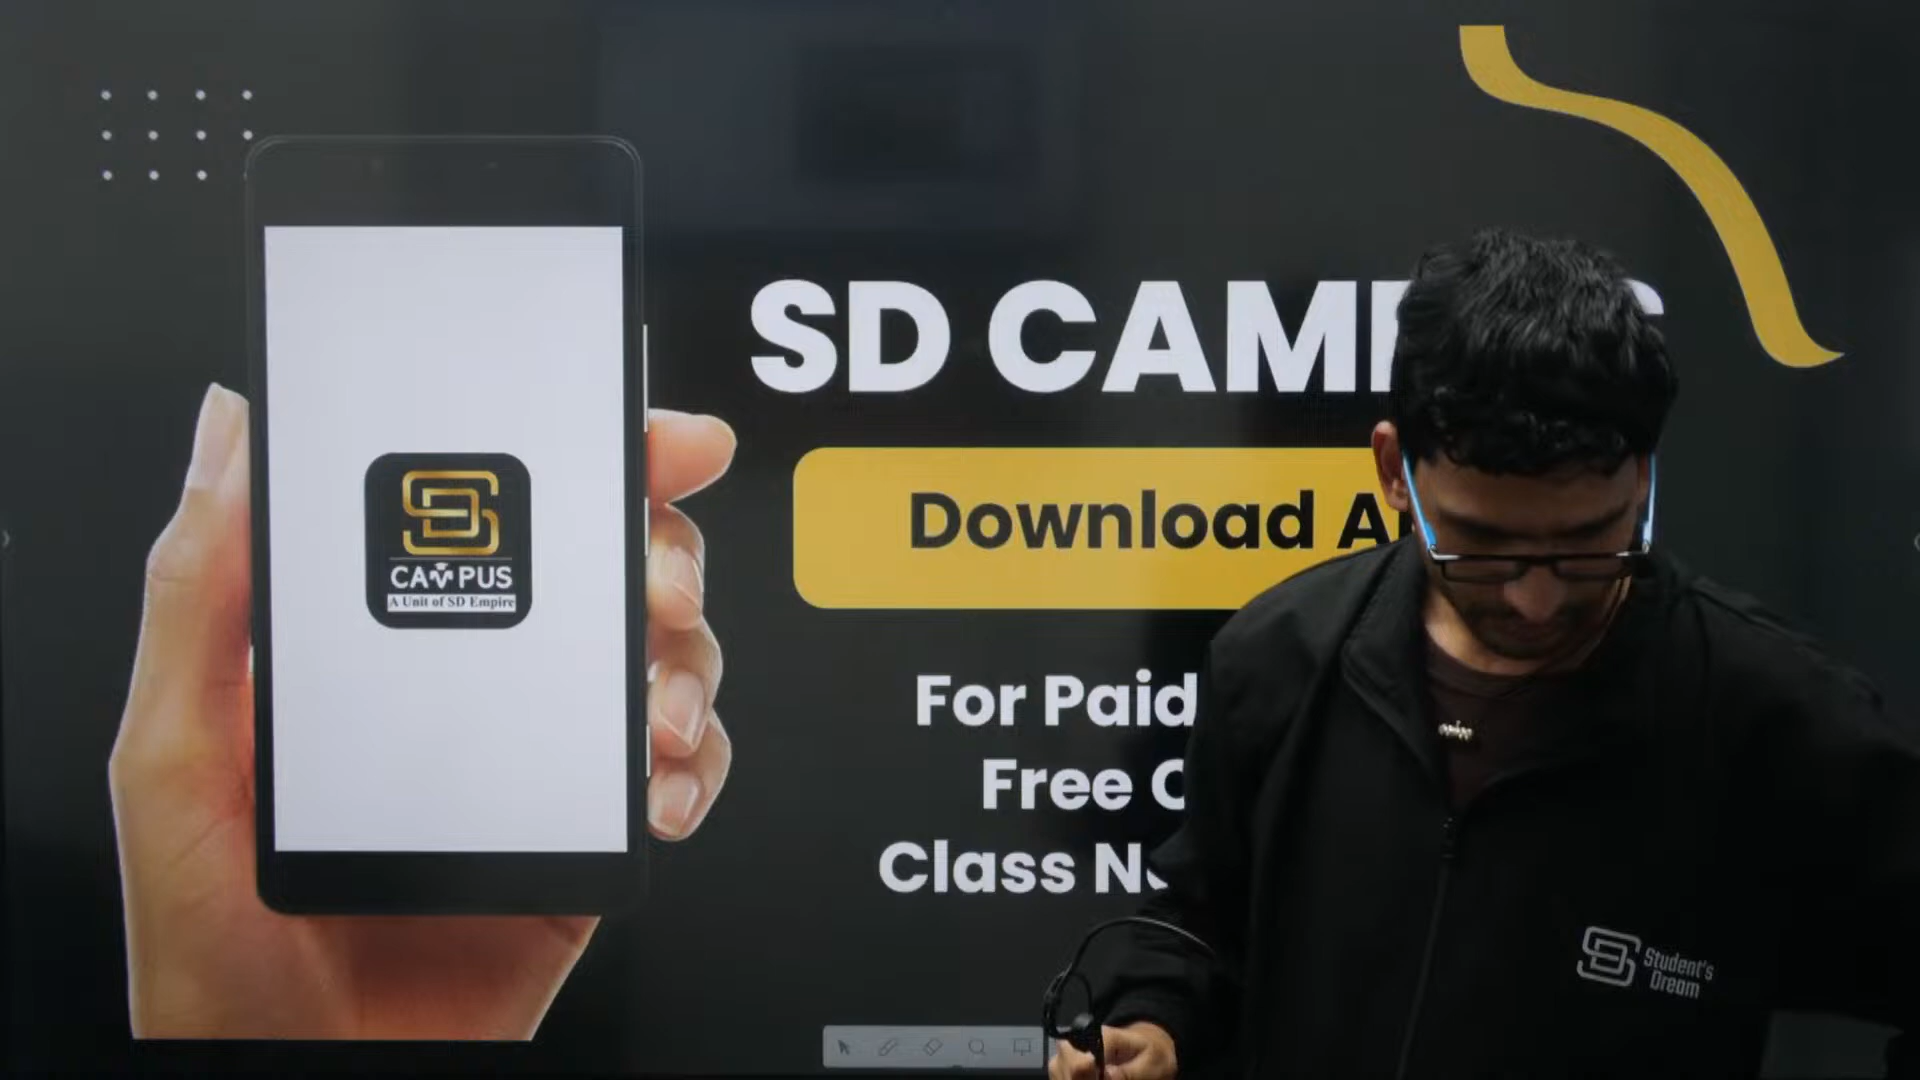 SD CAM
Download
For Paid
Free
Class
CAMPUS
A Unit of SD Empire
Student's
Dream